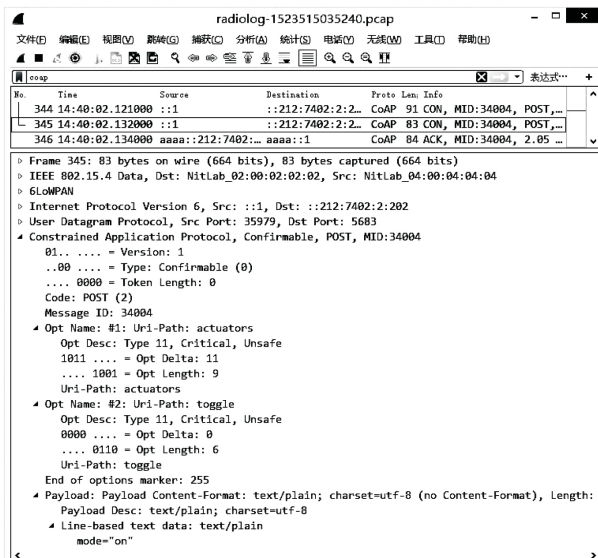 radiolog-1523515035240.pcap
文件(F) 编辑(E) 视图(V) 跳转(G) 捕获(C) 分析(A) 统计(S) 电话(Y) 无线(W) 工具(T) 帮助(H)
coap 表达式…
No. Time Source Destination Proto Len: Info
344 14:40:02.121000 ::1 ::212:7402:2:2… CoAP 91 CON, MID:34004, POST,…
345 14:40:02.132000 ::1 ::212:7402:2:2… CoAP 83 CON, MID:34004, POST,…
346 14:40:02.134000 aaaa::212:7402:… aaaa::1 CoAP 84 ACK, MID:34004, 2.05 …
Frame 345: 83 bytes on wire (664 bits), 83 bytes captured (664 bits)
IEEE 802.15.4 Data, Dst: NitLab_02:00:02:02:02, Src: NitLab_04:00:04:04:04
6LoWPAN
Internet Protocol Version 6, Src: ::1, Dst: ::212:7402:2:202
User Datagram Protocol, Src Port: 35979, Dst Port: 5683
Constrained Application Protocol, Confirmable, POST, MID:34004
01.. .... = Version: 1
..00 .... = Type: Confirmable (0)
.... 0000 = Token Length: 0
Code: POST (2)
Message ID: 34004
Opt Name: #1: Uri-Path: actuators
Opt Desc: Type 11, Critical, Unsafe
1011 .... = Opt Delta: 11
.... 1001 = Opt Length: 9
Uri-Path: actuators
Opt Name: #2: Uri-Path: toggle
Opt Desc: Type 11, Critical, Unsafe
0000 .... = Opt Delta: 0
.... 0110 = Opt Length: 6
Uri-Path: toggle
End of options marker: 255
Payload: Payload Content-Format: text/plain; charset=utf-8 (no Content-Format), Length:
Payload Desc: text/plain; charset=utf-8
Line-based text data: text/plain
mode="on"